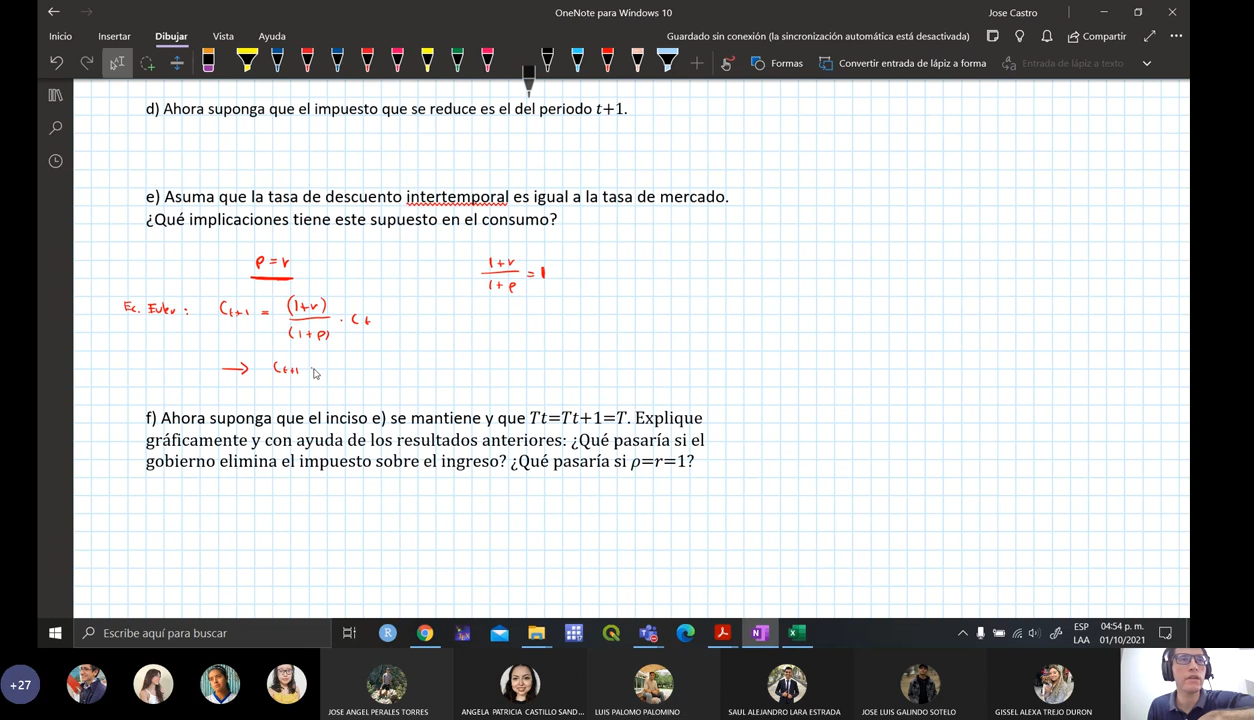 OneNote para Windows 10
Jose Castro
Inicio
Insertar
Dibujar
Vista
Ayuda
Guardado sin conexión (la sincronización automática está desactivada)
Compartir
Formas
Convertir entrada de lápiz a forma
Entrada de lápiz a texto
d) Ahora suponga que el impuesto que se reduce es el del periodo t+1.
e) Asuma que la tasa de descuento intertemporal es igual a la tasa de mercado.
¿Qué implicaciones tiene este supuesto en el consumo?
ρ = r
1+r
1+ρ
= 1
Ec. Euler :
Ct+1 = (1+r)
(1+ρ)
· Ct
→ Ct+1
f) Ahora suponga que el inciso e) se mantiene y que Tt=Tt+1=T. Explique
gráficamente y con ayuda de los resultados anteriores: ¿Qué pasaría si el
gobierno elimina el impuesto sobre el ingreso? ¿Qué pasaría si ρ=r=1?
Escribe aquí para buscar
ESP
LAA
04:54 p. m.
01/10/2021
+27
JOSE ANGEL PERALES TORRES
ANGELA PATRICIA CASTILLO SAND...
LUIS PALOMO PALOMINO
SAUL ALEJANDRO LARA ESTRADA
JOSE LUIS GALINDO SOTELO
GISSEL ALEXA TREJO DURON